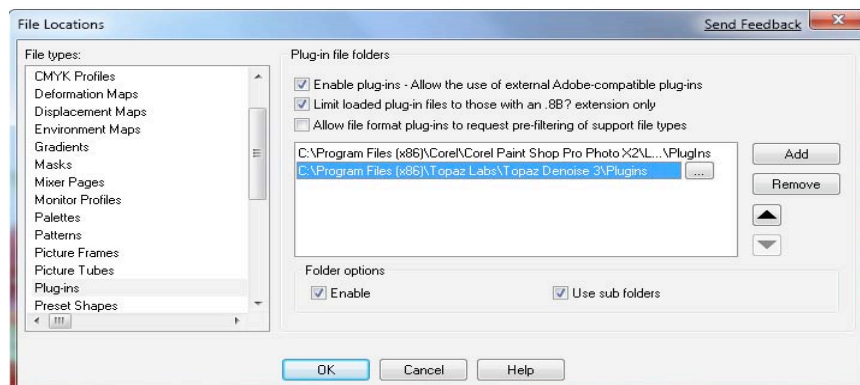 File Locations
Send Feedback
File types:
CMYK Profiles
Deformation Maps
Displacement Maps
Environment Maps
Gradients
Masks
Mixer Pages
Monitor Profiles
Palettes
Patterns
Picture Frames
Picture Tubes
Plug-ins
Preset Shapes
Plug-in file folders
Enable plug-ins - Allow the use of external Adobe-compatible plug-ins
Limit loaded plug-in files to those with an .8B? extension only
Allow file format plug-ins to request pre-filtering of support file types
C:\Program Files (x86)\Corel\Corel Paint Shop Pro Photo X2\L...\PlugIns
C:\Program Files (x86)\Topaz Labs\Topaz Denoise 3\Plugins
...
Add
Remove
Folder options
Enable
Use sub folders
OK
Cancel
Help